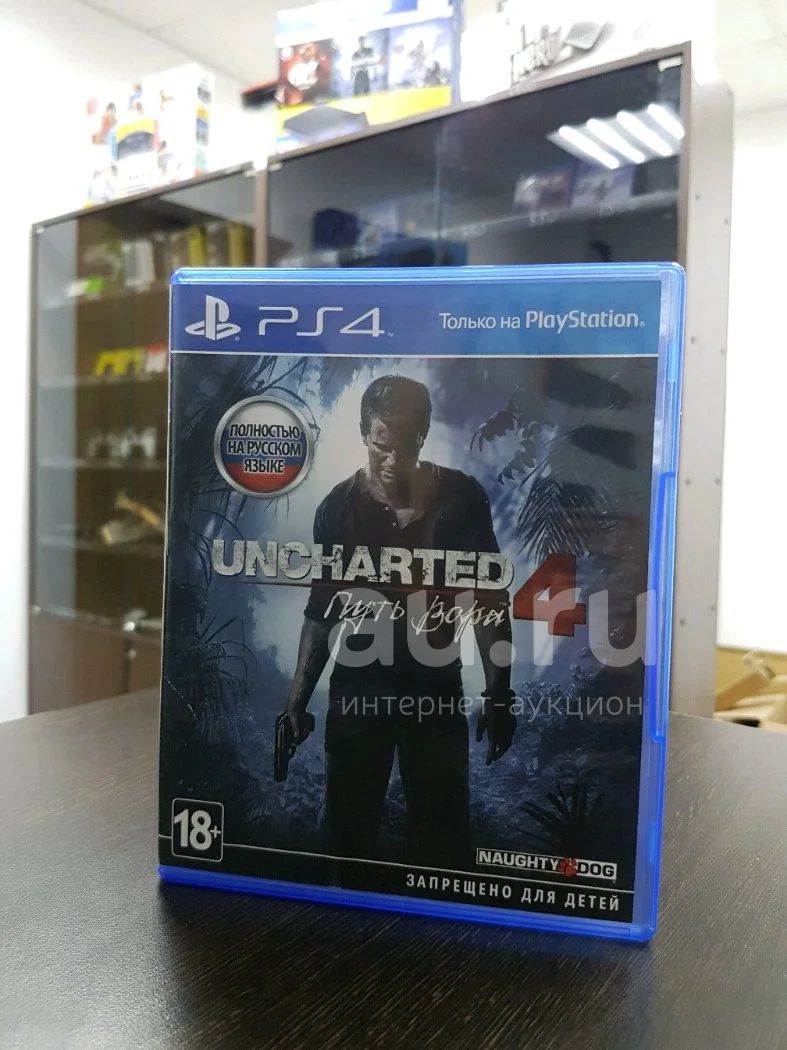 PS4
Только на PlayStation
ПОЛНОСТЬЮ
НА РУССКОМ
ЯЗЫКЕ
UNCHARTED 4
Путь вора
au.ru
интернет-аукцион
18+
NAUGHTY DOG
ЗАПРЕЩЕНО ДЛЯ ДЕТЕЙ